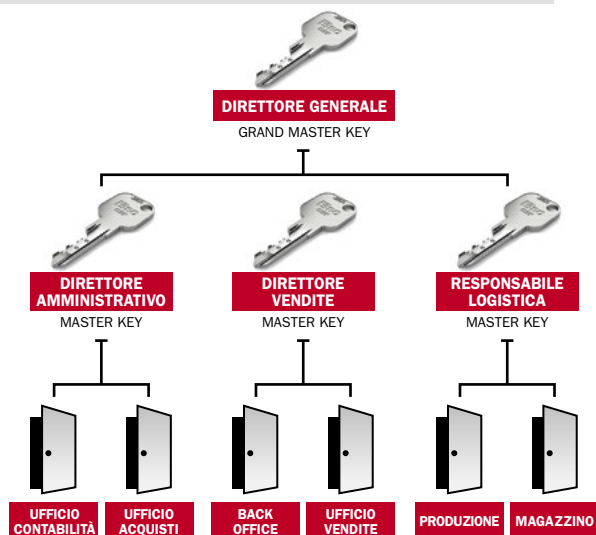 DIRETTORE GENERALE
GRAND MASTER KEY
DIRETTORE
AMMINISTRATIVO
MASTER KEY
DIRETTORE
VENDITE
MASTER KEY
RESPONSABILE
LOGISTICA
MASTER KEY
UFFICIO
CONTABILITÀ
UFFICIO
ACQUISTI
BACK
OFFICE
UFFICIO
VENDITE
PRODUZIONE
MAGAZZINO